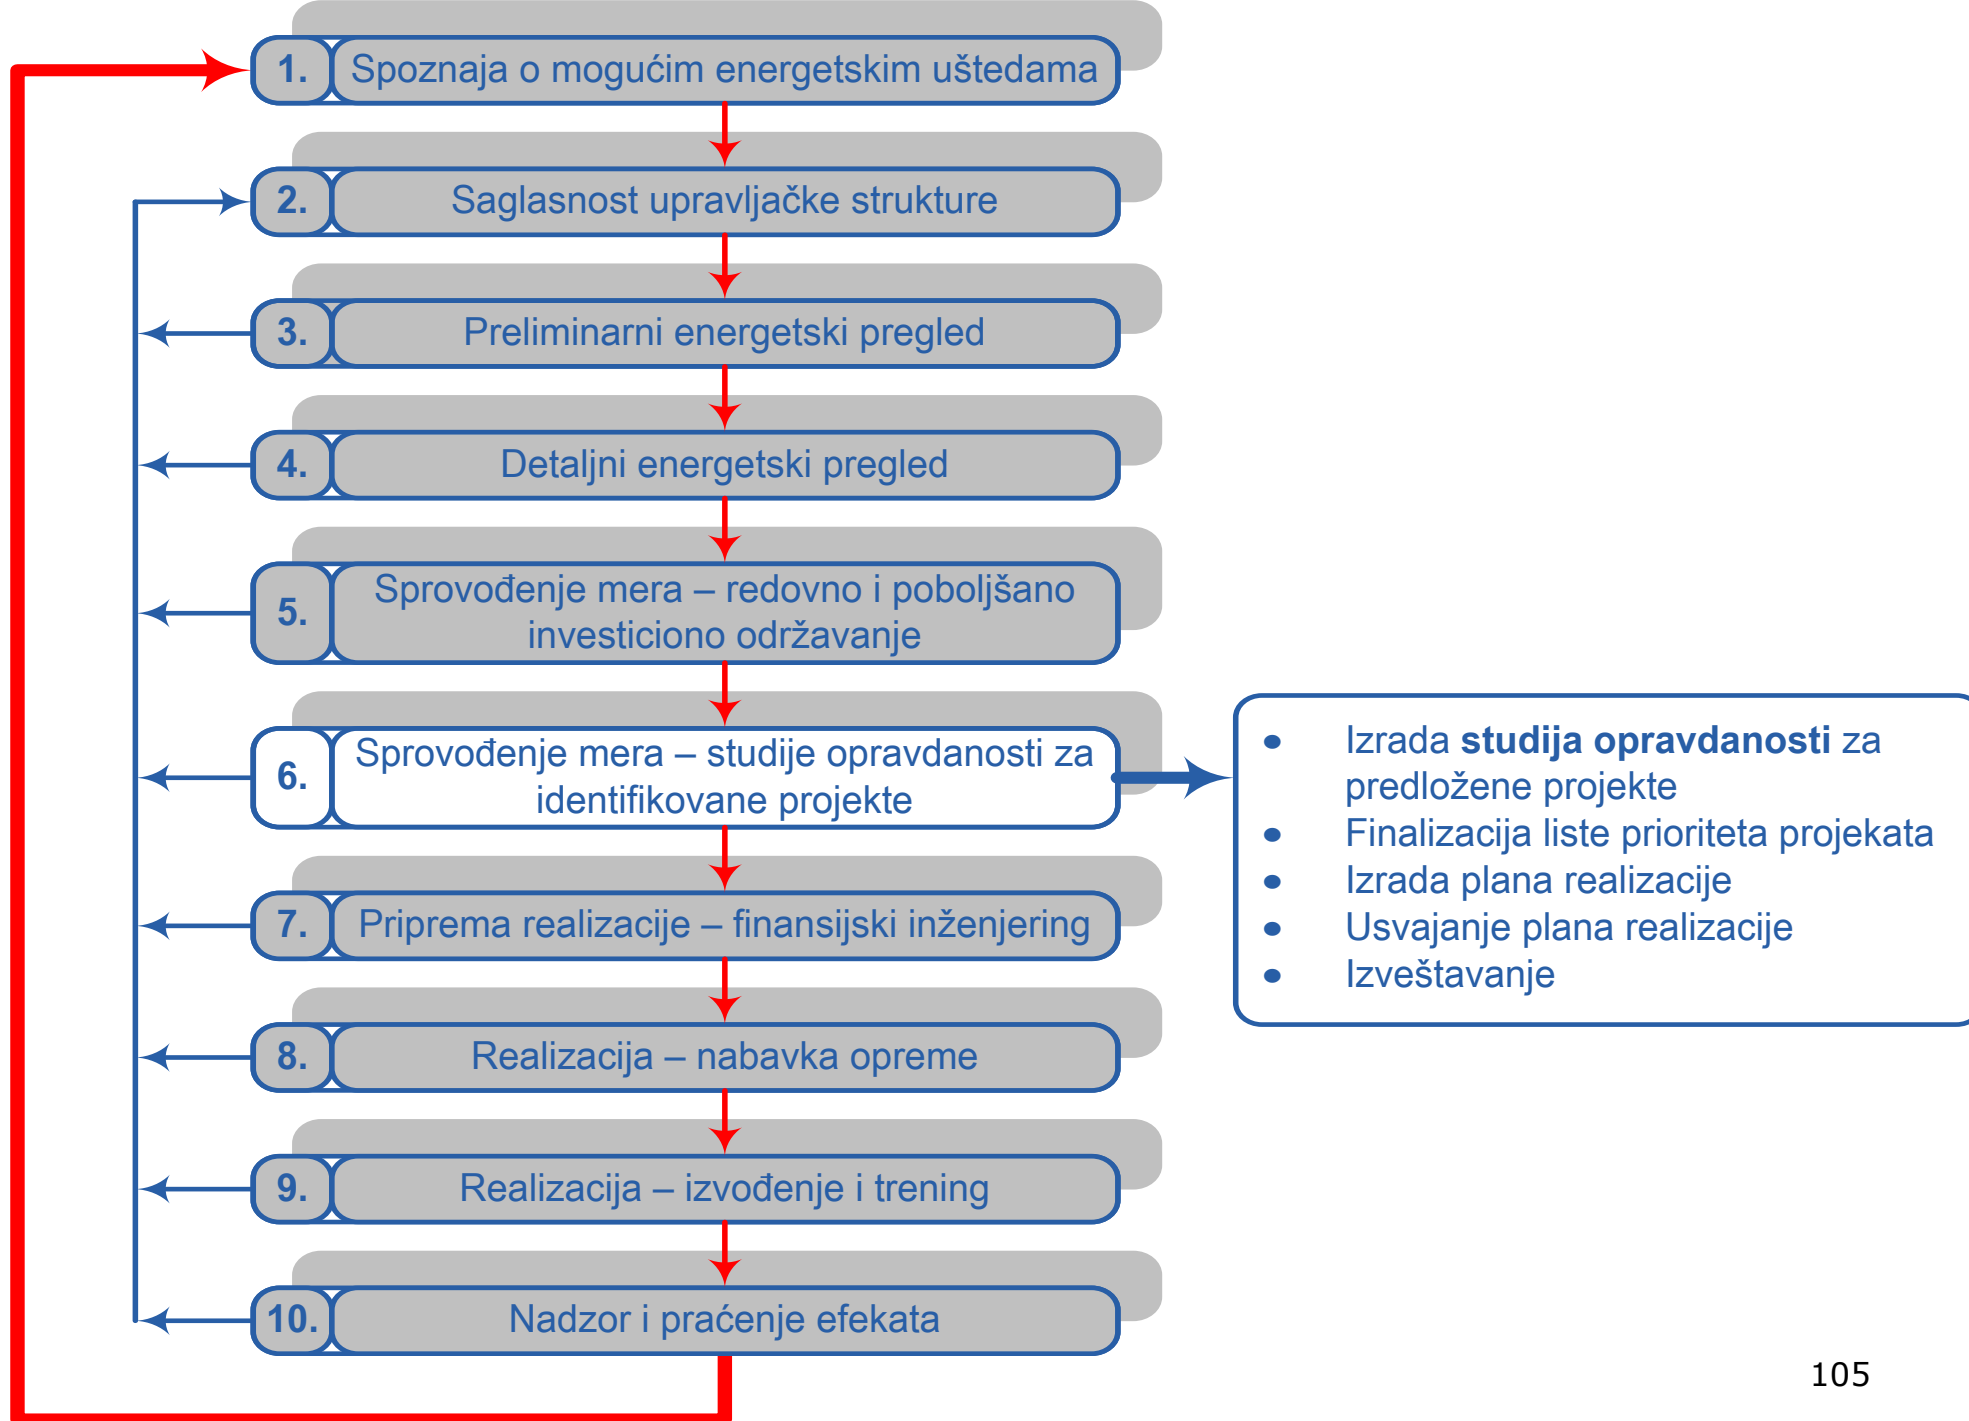 1. Spoznaja o mogućim energetskim uštedama
2. Saglasnost upravljačke strukture
3. Preliminarni energetski pregled
4. Detaljni energetski pregled
5. Sprovođenje mera – redovno i poboljšano
investiciono održavanje
6. Sprovođenje mera – studije opravdanosti za
identifikovane projekte
• Izrada studija opravdanosti za
predložene projekte
• Finalizacija liste prioriteta projekata
• Izrada plana realizacije
• Usvajanje plana realizacije
• Izveštavanje
7. Priprema realizacije – finansijski inženjering
8. Realizacija – nabavka opreme
9. Realizacija – izvođenje i trening
10. Nadzor i praćenje efekata
105